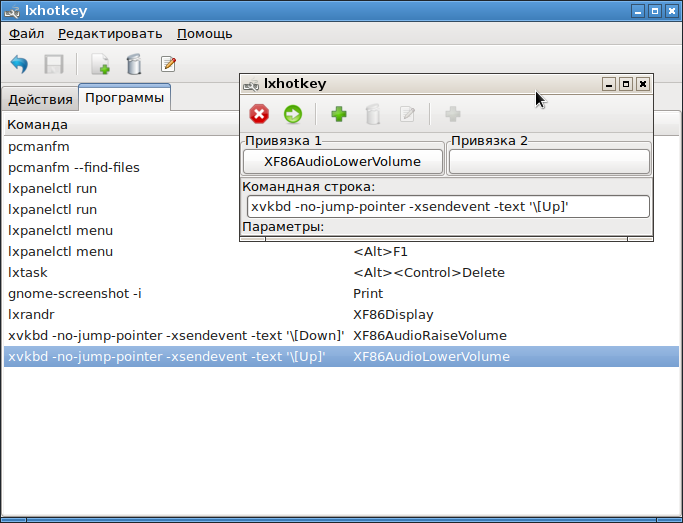 lxhotkey
Файл Редактировать Помощь
Действия Программы
Команда
pcmanfm
pcmanfm --find-files
lxpanelctl run
lxpanelctl run
lxpanelctl menu
lxpanelctl menu <Alt>F1
lxtask <Alt><Control>Delete
gnome-screenshot -i Print
lxrandr XF86Display
xvkbd -no-jump-pointer -xsendevent -text '\[Down]' XF86AudioRaiseVolume
xvkbd -no-jump-pointer -xsendevent -text '\[Up]' XF86AudioLowerVolume
lxhotkey
Привязка 1 Привязка 2
XF86AudioLowerVolume
Командная строка:
xvkbd -no-jump-pointer -xsendevent -text '\[Up]'
Параметры: